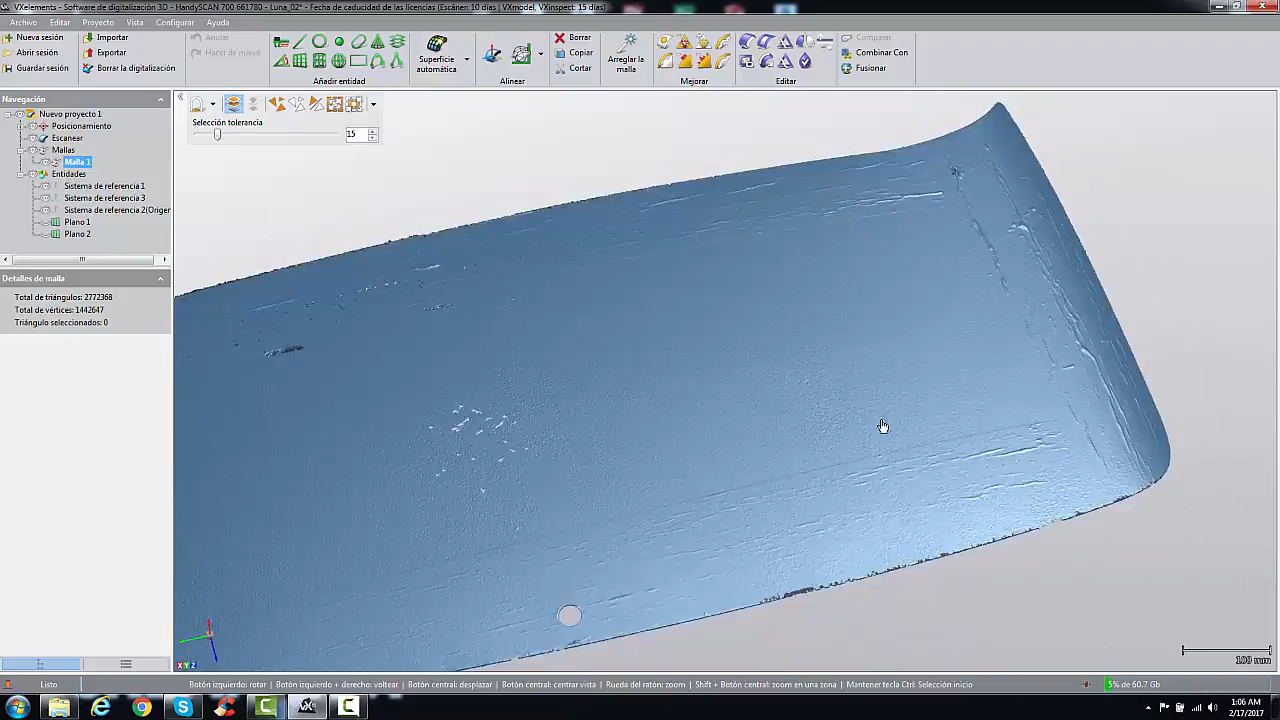 VXelements - Software de digitalización 3D - HandySCAN 700 661780 - Luna_02* - Fecha de caducidad de las licencias (Escáner: 10 días | VXmodel, VXinspect: 15 días)
Archivo Editar Proyecto Vista Configurar Ayuda
Nueva sesión
Abrir sesión
Guardar sesión
Importar
Exportar
Borrar la digitalización
Anular
Hacer de nuevo
Añadir entidad
Superficie automática
Alinear
Borrar
Copiar
Cortar
Arreglar la malla
Mejorar
Editar
Comparar
Combinar Con
Fusionar
Navegación
Nuevo proyecto 1
Posicionamiento
Escanear
Mallas
Malla 1
Entidades
Sistema de referencia 1
Sistema de referencia 3
Sistema de referencia 2(Origen
Plano 1
Plano 2
Detalles de malla
Total de triángulos: 2772368
Total de vértices: 1442647
Triángulo seleccionados: 0
Selección tolerancia
15
100 mm
X Y Z
Listo
Botón izquierdo: rotar | Botón izquierdo + derecho: voltear | Botón central: desplazar | Botón central: centrar vista | Rueda del ratón: zoom | Shift + Botón central: zoom en una zona | Mantener tecla Ctrl: Selección inicio
5% de 60.7 Gb
1:06 AM
2/17/2017